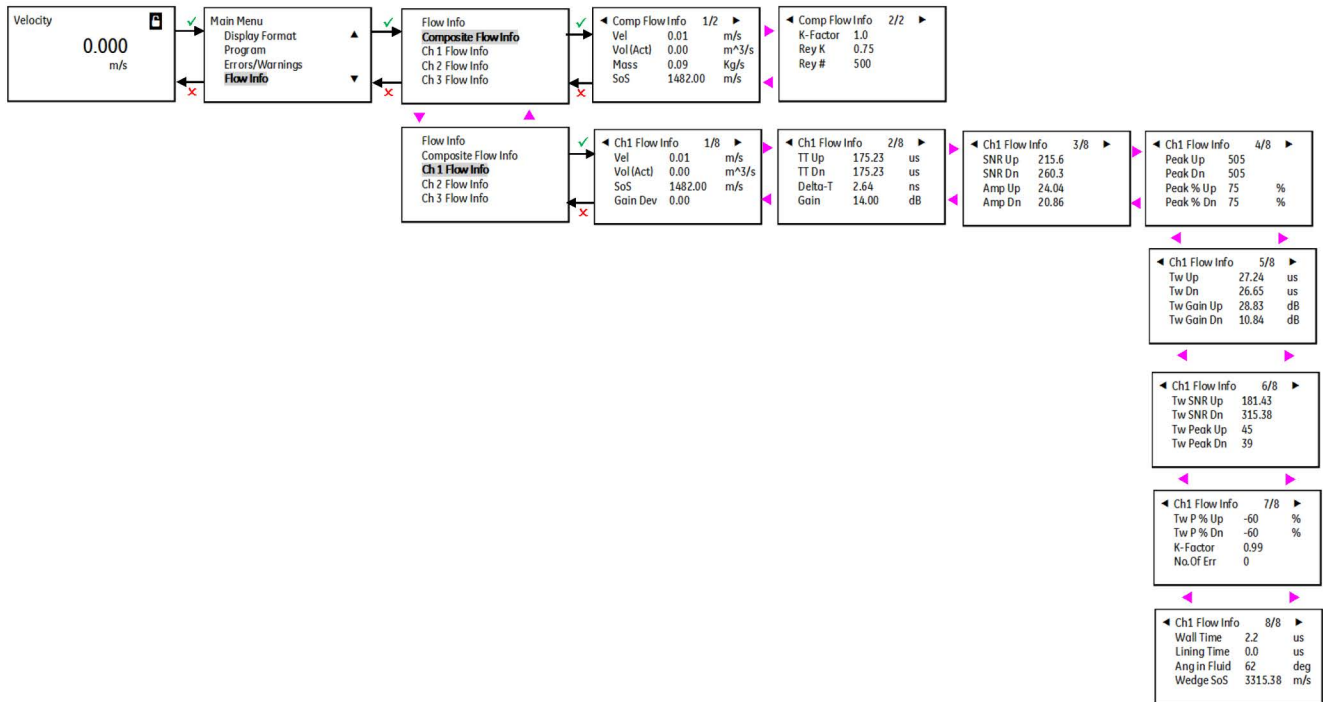 Velocity
0.000
m/s
Main Menu
Display Format
Program
Errors/Warnings
Flow Info
Flow Info
Composite Flow Info
Ch 1 Flow Info
Ch 2 Flow Info
Ch 3 Flow Info
Comp Flow Info 1/2
Vel 0.01 m/s
Vol (Act) 0.00 m^3/s
Mass 0.09 Kg/s
SoS 1482.00 m/s
Comp Flow Info 2/2
K-Factor 1.0
Rey K 0.75
Rey # 500
Flow Info
Composite Flow Info
Ch 1 Flow Info
Ch 2 Flow Info
Ch 3 Flow Info
Ch1 Flow Info 1/8
Vel 0.01 m/s
Vol (Act) 0.00 m^3/s
SoS 1482.00 m/s
Gain Dev 0.00
Ch1 Flow Info 2/8
TT Up 175.23 us
TT Dn 175.23 us
Delta-T 2.64 ns
Gain 14.00 dB
Ch1 Flow Info 3/8
SNR Up 215.6
SNR Dn 260.3
Amp Up 24.04
Amp Dn 20.86
Ch1 Flow Info 4/8
Peak Up 505
Peak Dn 505
Peak % Up 75 %
Peak % Dn 75 %
Ch1 Flow Info 5/8
Tw Up 27.24 us
Tw Dn 26.65 us
Tw Gain Up 28.83 dB
Tw Gain Dn 10.84 dB
Ch1 Flow Info 6/8
Tw SNR Up 181.43
Tw SNR Dn 315.38
Tw Peak Up 45
Tw Peak Dn 39
Ch1 Flow Info 7/8
Tw P % Up -60 %
Tw P % Dn -60 %
K-Factor 0.99
No.Of Err 0
Ch1 Flow Info 8/8
Wall Time 2.2 us
Lining Time 0.0 us
Ang in Fluid 62 deg
Wedge SoS 3315.38 m/s